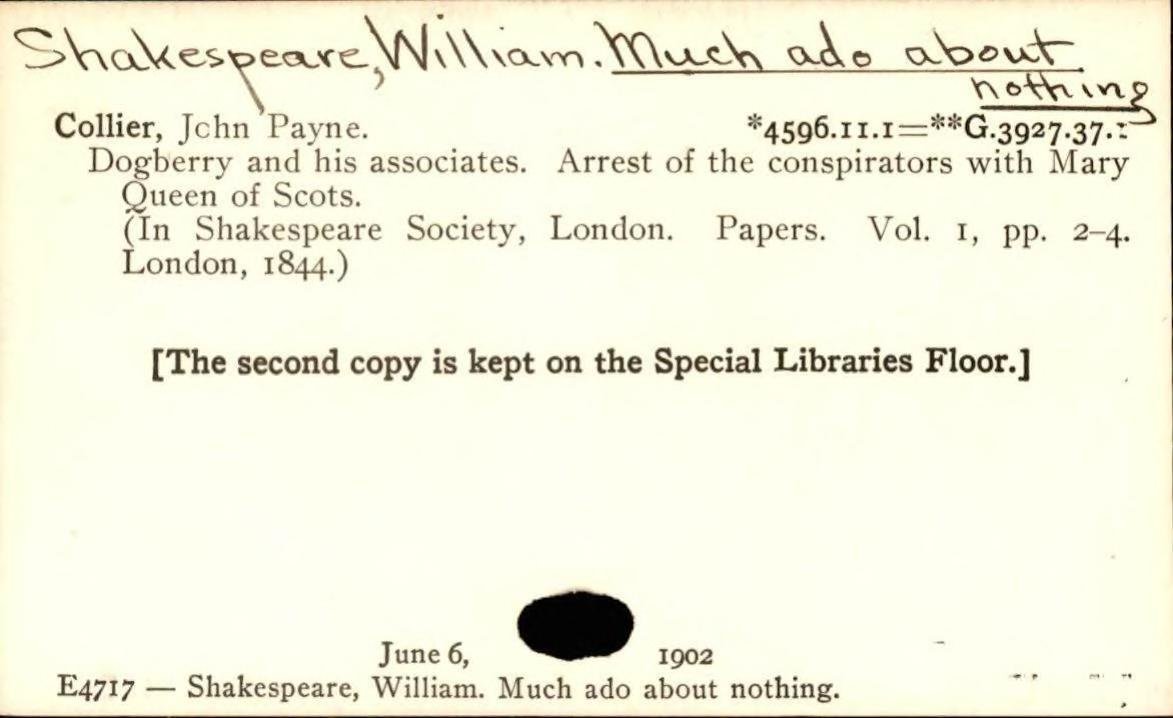 Shakespeare, William. Much ado about
nothing
Collier, John Payne. *4596.11.1=**G.3927.37.1
Dogberry and his associates. Arrest of the conspirators with Mary
Queen of Scots.
(In Shakespeare Society, London. Papers. Vol. 1, pp. 2–4.
London, 1844.)
[The second copy is kept on the Special Libraries Floor.]
June 6, 1902
E4717 — Shakespeare, William. Much ado about nothing.